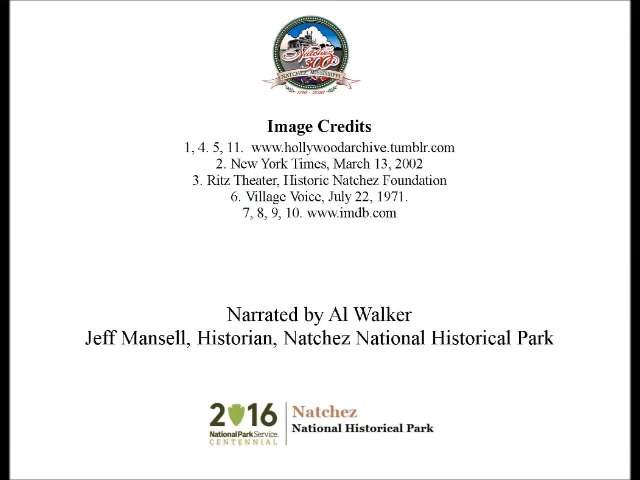 Natchez
300
NATCHEZ, MISSISSIPPI
1716 - 2016
Image Credits
1, 4. 5, 11.  www.hollywoodarchive.tumblr.com
2. New York Times, March 13, 2002
3. Ritz Theater, Historic Natchez Foundation
6. Village Voice, July 22, 1971.
7, 8, 9, 10. www.imdb.com
Narrated by Al Walker
Jeff Mansell, Historian, Natchez National Historical Park
2016
National Park Service
CENTENNIAL
Natchez
National Historical Park